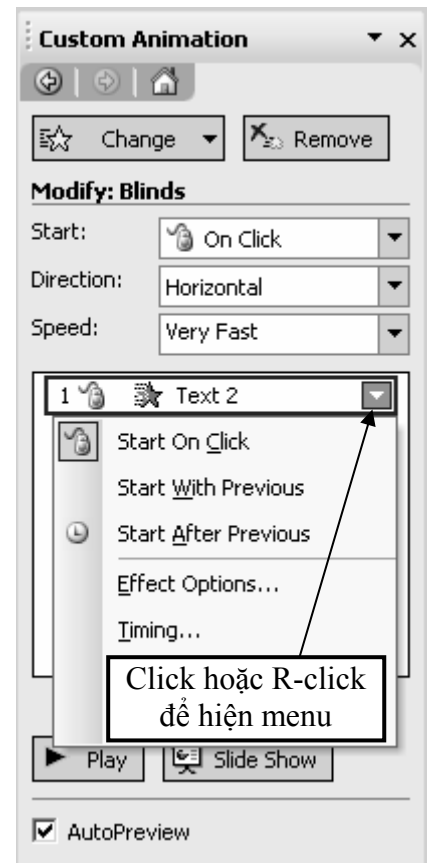 Custom Animation
Change
Remove
Modify: Blinds
Start:
On Click
Direction:
Horizontal
Speed:
Very Fast
1 Text 2
Start On Click
Start With Previous
Start After Previous
Effect Options...
Timing...
Click hoặc R-click
để hiện menu
Play
Slide Show
AutoPreview